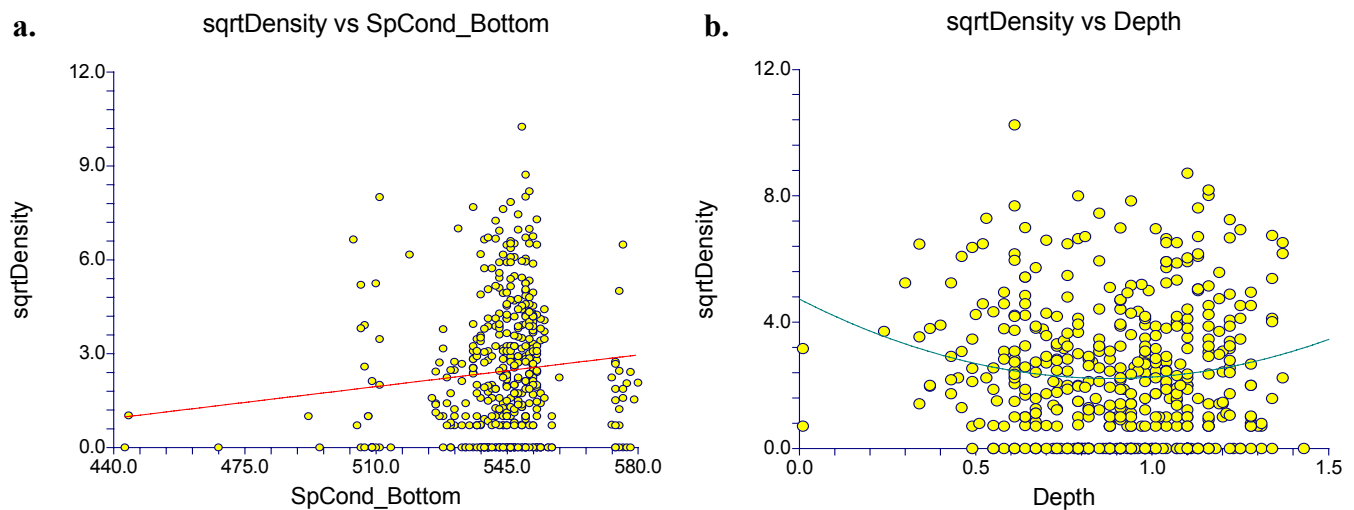 a.
sqrtDensity vs SpCond_Bottom
12.0
9.0
6.0
3.0
0.0
440.0 475.0 510.0 545.0 580.0
sqrtDensity
SpCond_Bottom
b.
sqrtDensity vs Depth
12.0
8.0
4.0
0.0
0.0 0.5 1.0 1.5
sqrtDensity
Depth